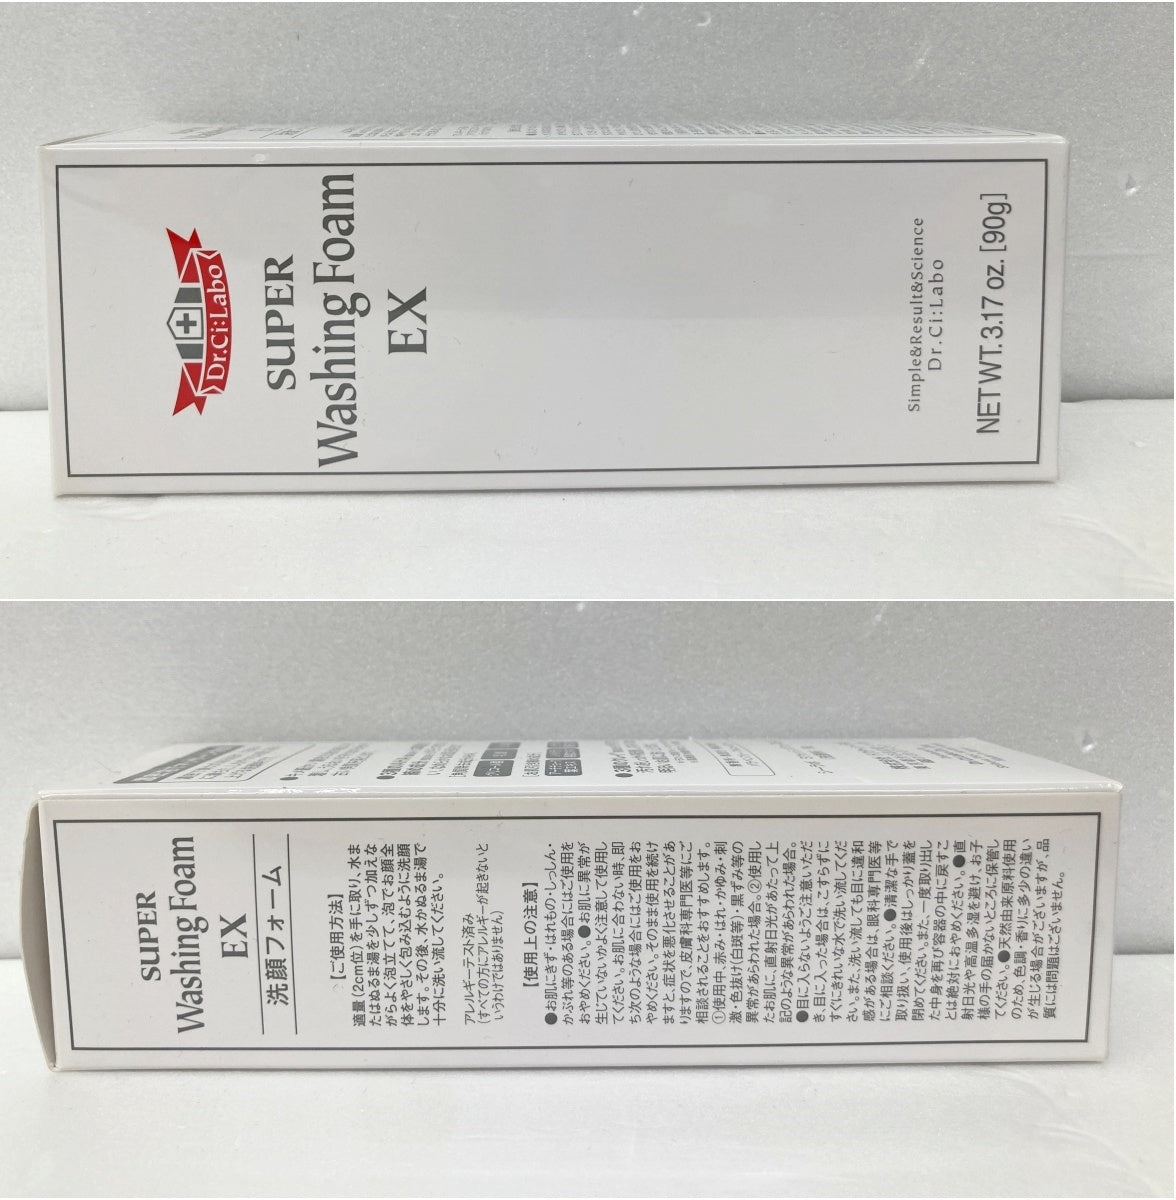 Dr.Ci:Labo
SUPER
Washing Foam
EX
Simple&Result&Science
Dr.Ci:Labo
NET WT. 3.17 oz. [90g]
SUPER
Washing Foam
EX
洗顔フォーム
【ご使用方法】
適量（2cm位）を手に取り、水ま
たはぬるま湯を少しずつ加えな
がらよく泡立てて、泡でお顔全
体をやさしく包み込むように洗顔
します。その後、水かぬるま湯で
十分に洗い流してください。
アレルギーテスト済み
(すべての方にアレルギーが起きないと
いうわけではありません)
【使用上の注意】
●お肌にきず・はれもの・しっしん・
かぶれ等のある場合にはご使用を
おやめください。●お肌に異常が
生じていないかよく注意して使用し
てください。お肌に合わない時、即
ち次のような場合にはご使用をお
やめください。そのまま使用を続け
ますと、症状を悪化させることがあ
りますので、皮膚科専門医等にご
相談されることをおすすめします。
①使用中、赤み・はれ・かゆみ・刺
激・色抜け(白斑等)・黒ずみ等の
異常があらわれた場合。②使用し
たお肌に、直射日光があたって上
記のような異常があらわれた場合。
●目に入らないようご注意いただ
き、目に入った場合は、こすらずに
すぐにきれいな水で洗い流してくだ
さい。また、洗い流しても目に違和
感がある場合は、眼科専門医等
にご相談ください。●清潔な手で
取り扱い、使用後はしっかり蓋を
閉めてください。また、一度取り出し
た中身を再び容器の中に戻すこ
とは絶対におやめください。●直
射日光や高温多湿を避け、お子
様の手の届かないところに保管し
てください。●天然由来原料使用
のため、色調・香りに多少の違い
が生じる場合がございますが、品
質には問題はございません。